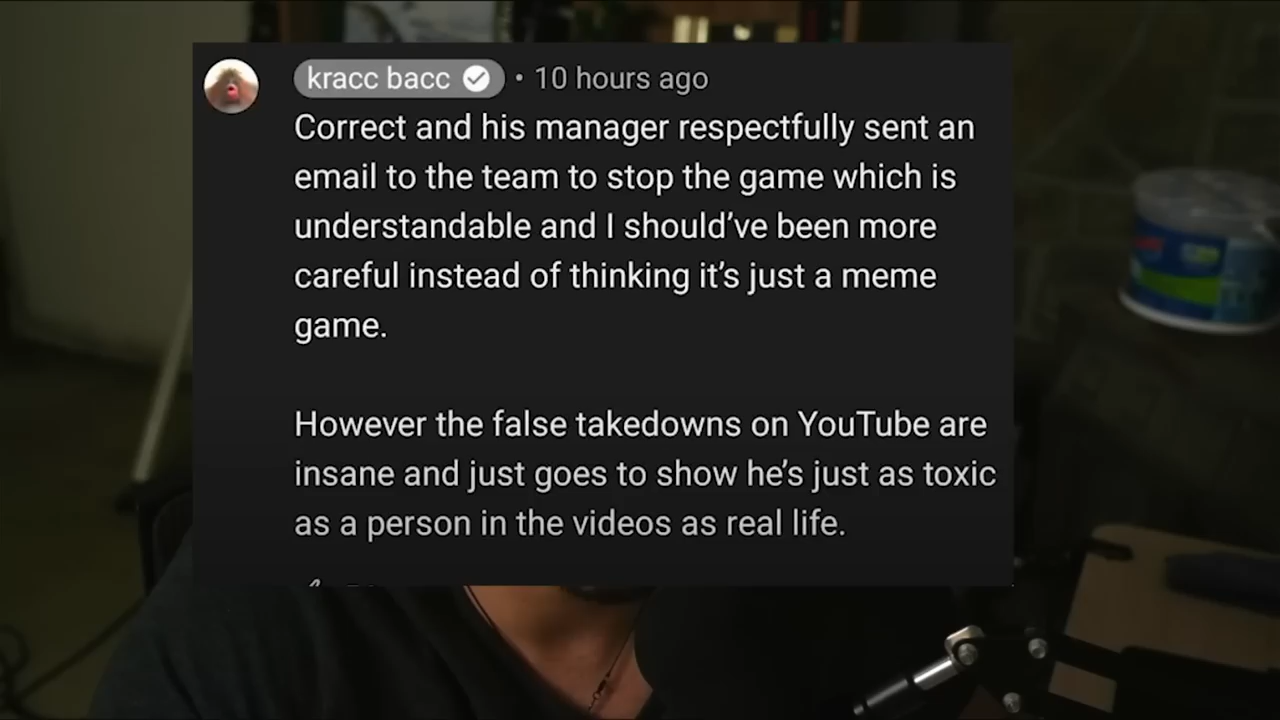 kracc bacc • 10 hours ago
Correct and his manager respectfully sent an
email to the team to stop the game which is
understandable and I should’ve been more
careful instead of thinking it’s just a meme
game.
However the false takedowns on YouTube are
insane and just goes to show he’s just as toxic
as a person in the videos as real life.